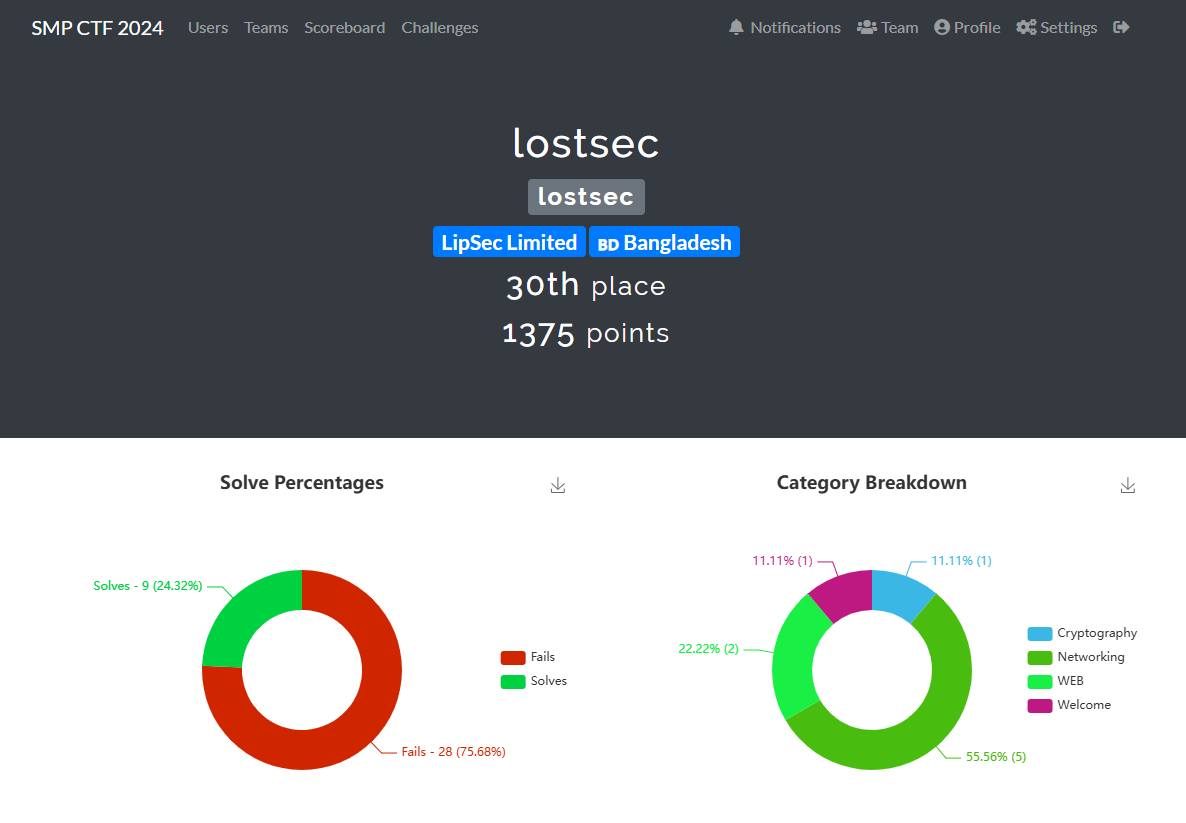 SMP CTF 2024 Users Teams Scoreboard Challenges Notifications Team Profile Settings
lostsec
lostsec
LipSec Limited BD Bangladesh
30th place
1375 points
Solve Percentages
Solves - 9 (24.32%)
Fails
Solves
Fails - 28 (75.68%)
Category Breakdown
11.11% (1)
11.11% (1)
22.22% (2)
Cryptography
Networking
WEB
Welcome
55.56% (5)